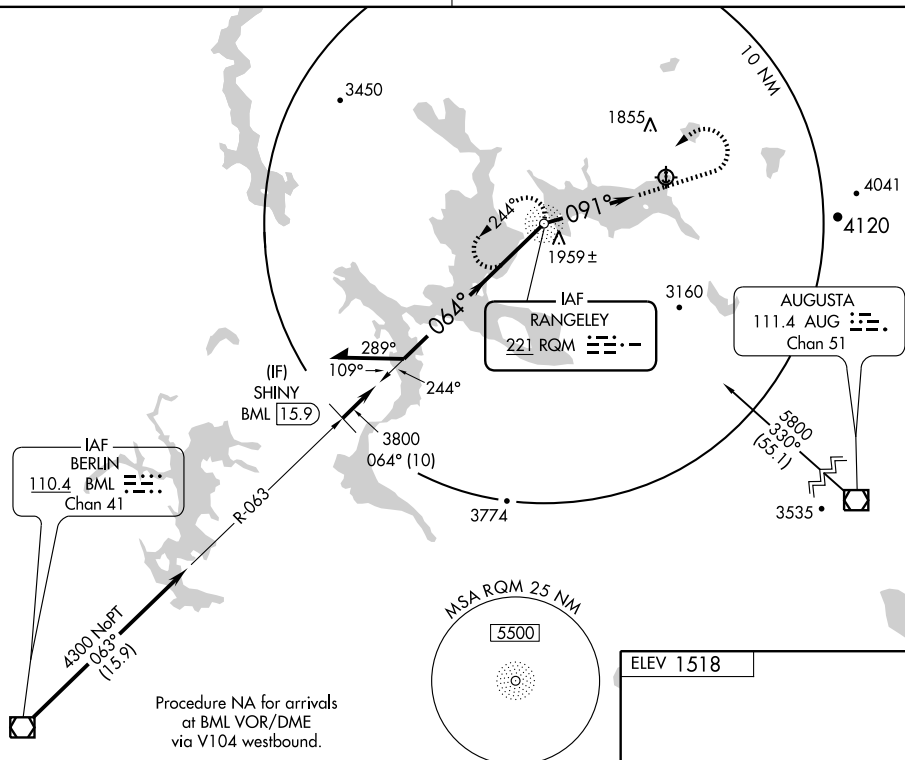 10 NM
3450
1855
4041
4120
244°
091°
1959 ±
064°
3160
IAF
RANGELEY
221 RQM
AUGUSTA
111.4 AUG
Chan 51
289°
109°
244°
(IF)
SHINY
BML 15.9
3800
064° (10)
5800
330°
(55.1)
IAF
BERLIN
110.4 BML
Chan 41
R-063
3774
3535
4300 NoPT
063°
(15.9)
MSA RQM 25 NM
5500
ELEV 1518
Procedure NA for arrivals
at BML VOR/DME
via V104 westbound.